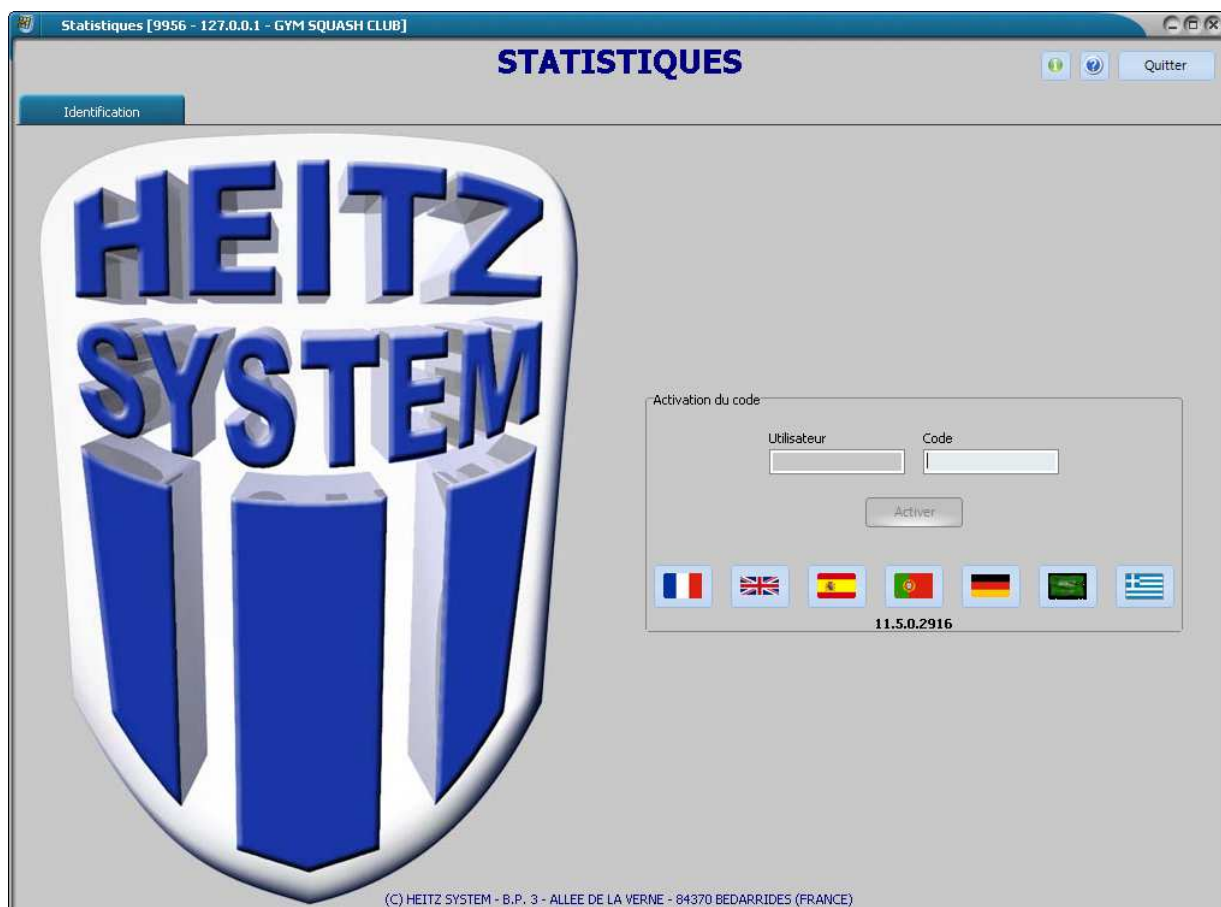 Statistiques [9956 - 127.0.0.1 - GYM SQUASH CLUB]
STATISTIQUES
Quitter
Identification
HEITZ
SYSTEM
Activation du code
Utilisateur Code
Activer
11.5.0.2916
(C) HEITZ SYSTEM - B.P. 3 - ALLEE DE LA VERNE - 84370 BEDARRIDES (FRANCE)